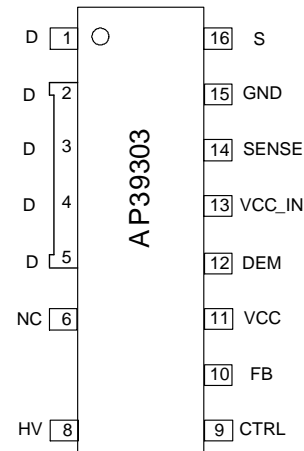 D 1 16 S
D 2 15 GND
D 3 14 SENSE
D 4 13 VCC_IN
D 5 12 DEM
NC 6 11 VCC
10 FB
HV 8 9 CTRL
AP39303